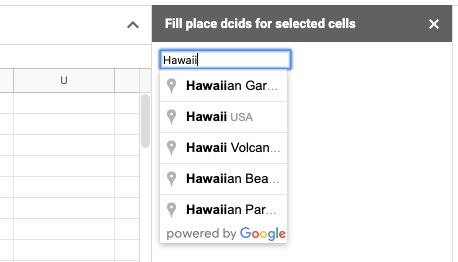 Fill place dcids for selected cells
Hawaii
U
Hawaiian Gar...
Hawaii USA
Hawaii Volcan...
Hawaiian Bea...
Hawaiian Par...
powered by Google